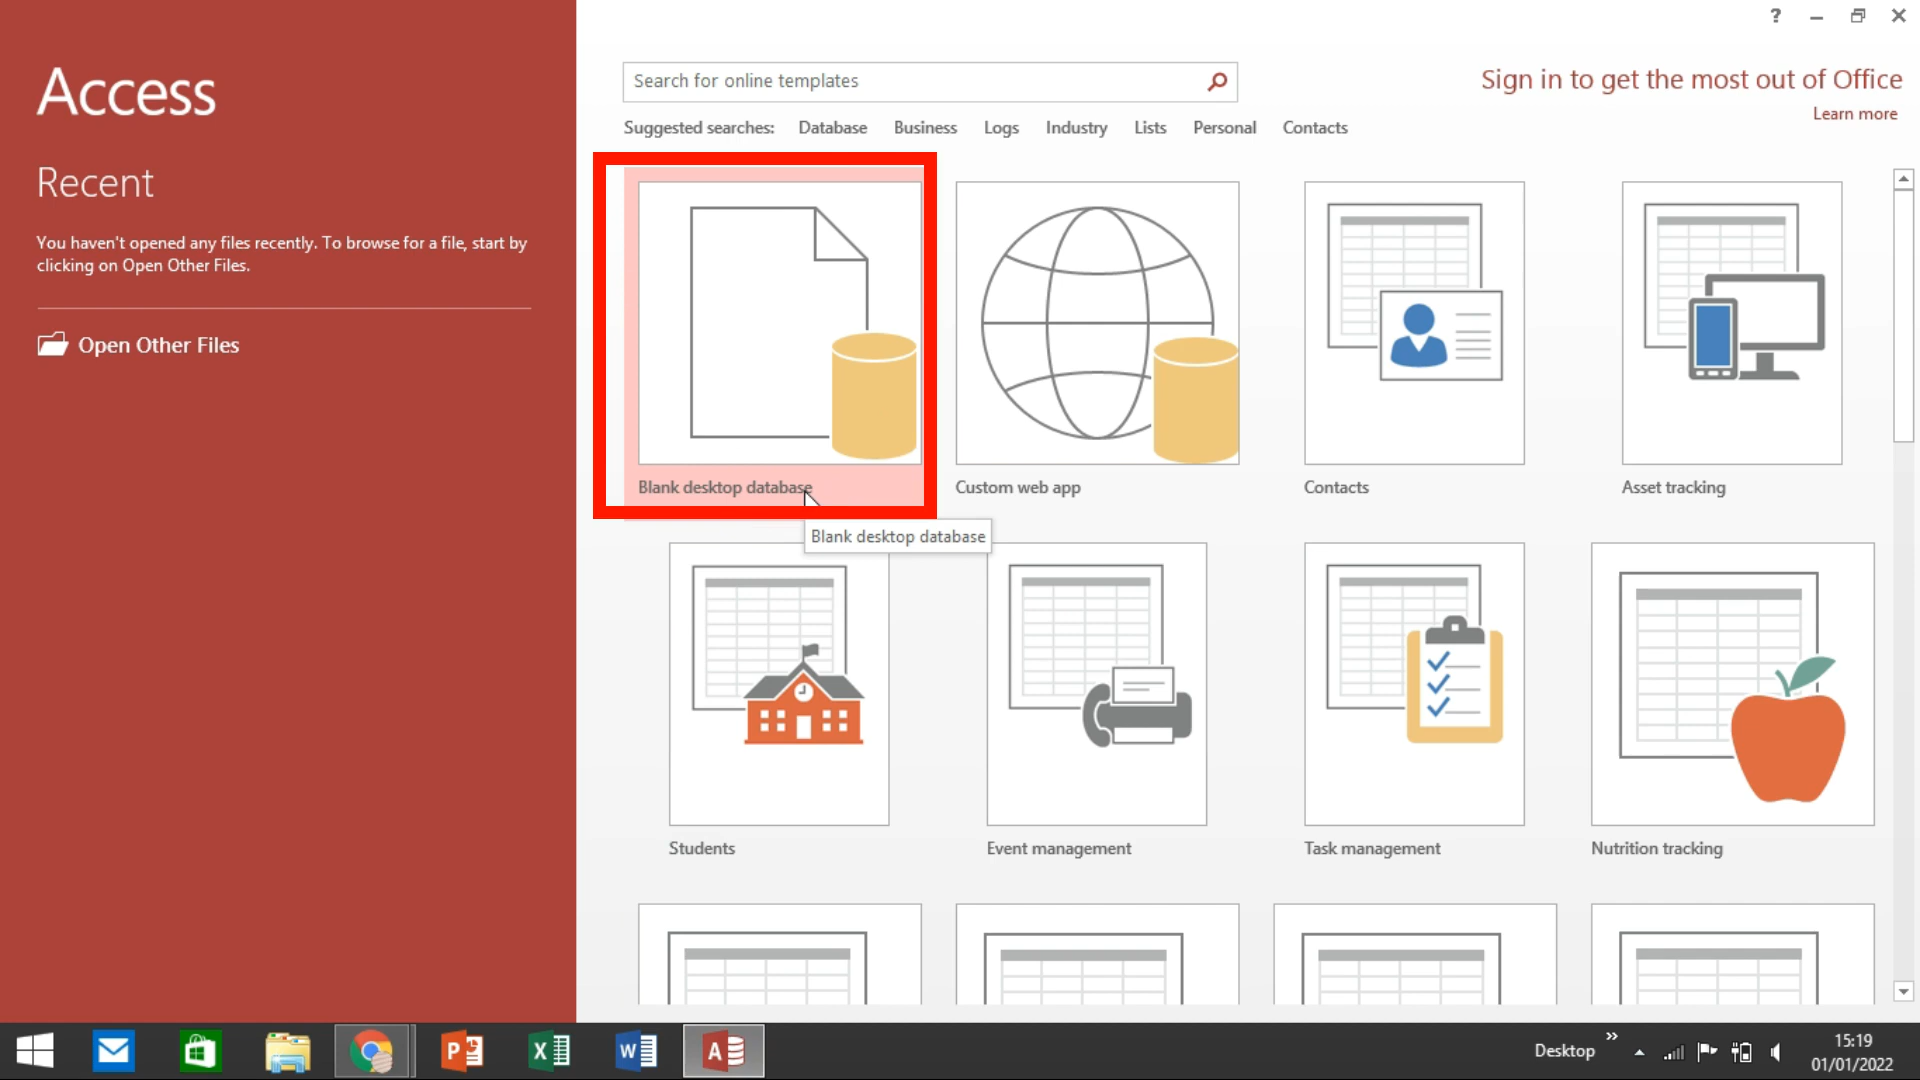 Access
Recent
You haven't opened any files recently. To browse for a file, start by
clicking on Open Other Files.
Open Other Files
?
Search for online templates
Sign in to get the most out of Office
Learn more
Suggested searches: Database Business Logs Industry Lists Personal Contacts
Blank desktop database
Custom web app
Contacts
Asset tracking
Blank desktop database
Students
Event management
Task management
Nutrition tracking
P
X
W
A
Desktop
15:19
01/01/2022